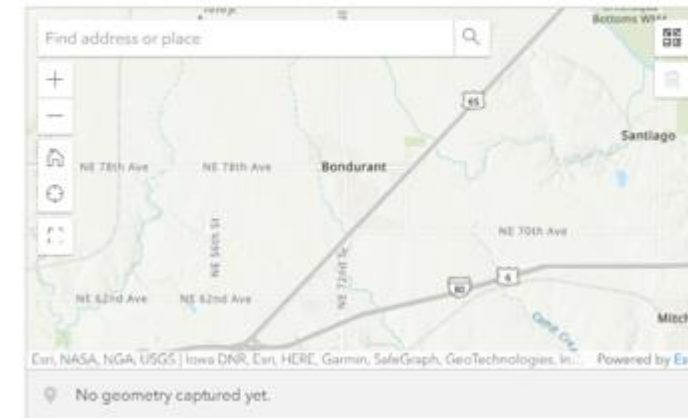 Bottoms
Find address or place
65
Santiago
NE 78th Ave
NE 78th Ave
Bondurant
NE 56th St
NE 70th Ave
NE 72nd St
80
6
NE 62nd Ave
NE 62nd Ave
Camp
Mitch
Esri, NASA, NGA, USGS | Iowa DNR, Esri, HERE, Garmin, SafeGraph, GeoTechnologies, In...
Powered by Es
No geometry captured yet.